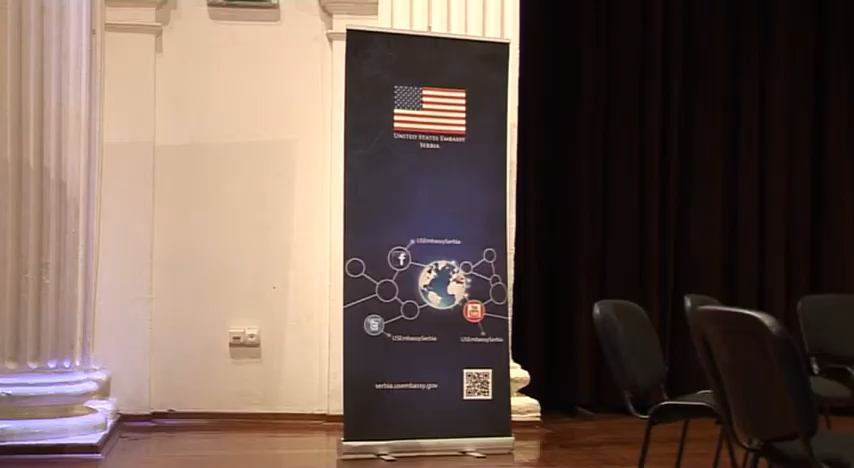 UNITED STATES EMBASSY
SERBIA
USEmbassySerbia
USEmbassySerbia
USEmbassySerbia
serbia.usembassy.gov